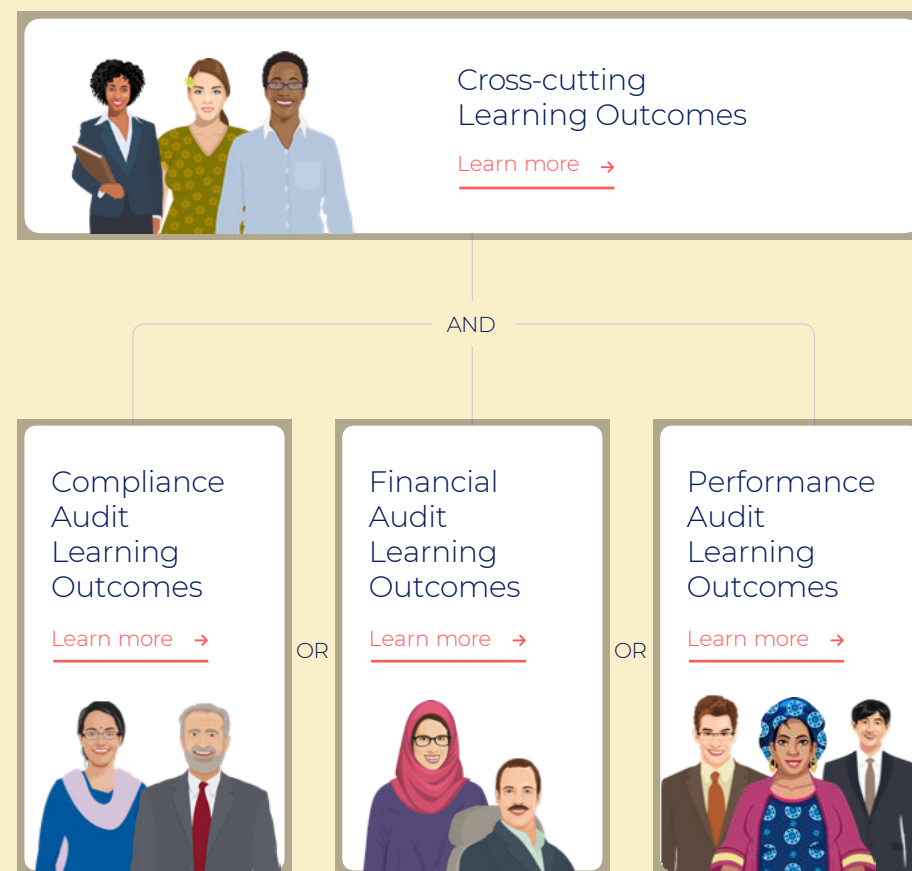 Cross-cutting
Learning Outcomes
Learn more
AND
Compliance
Audit
Learning
Outcomes
Learn more
OR
Financial
Audit
Learning
Outcomes
Learn more
OR
Performance
Audit
Learning
Outcomes
Learn more